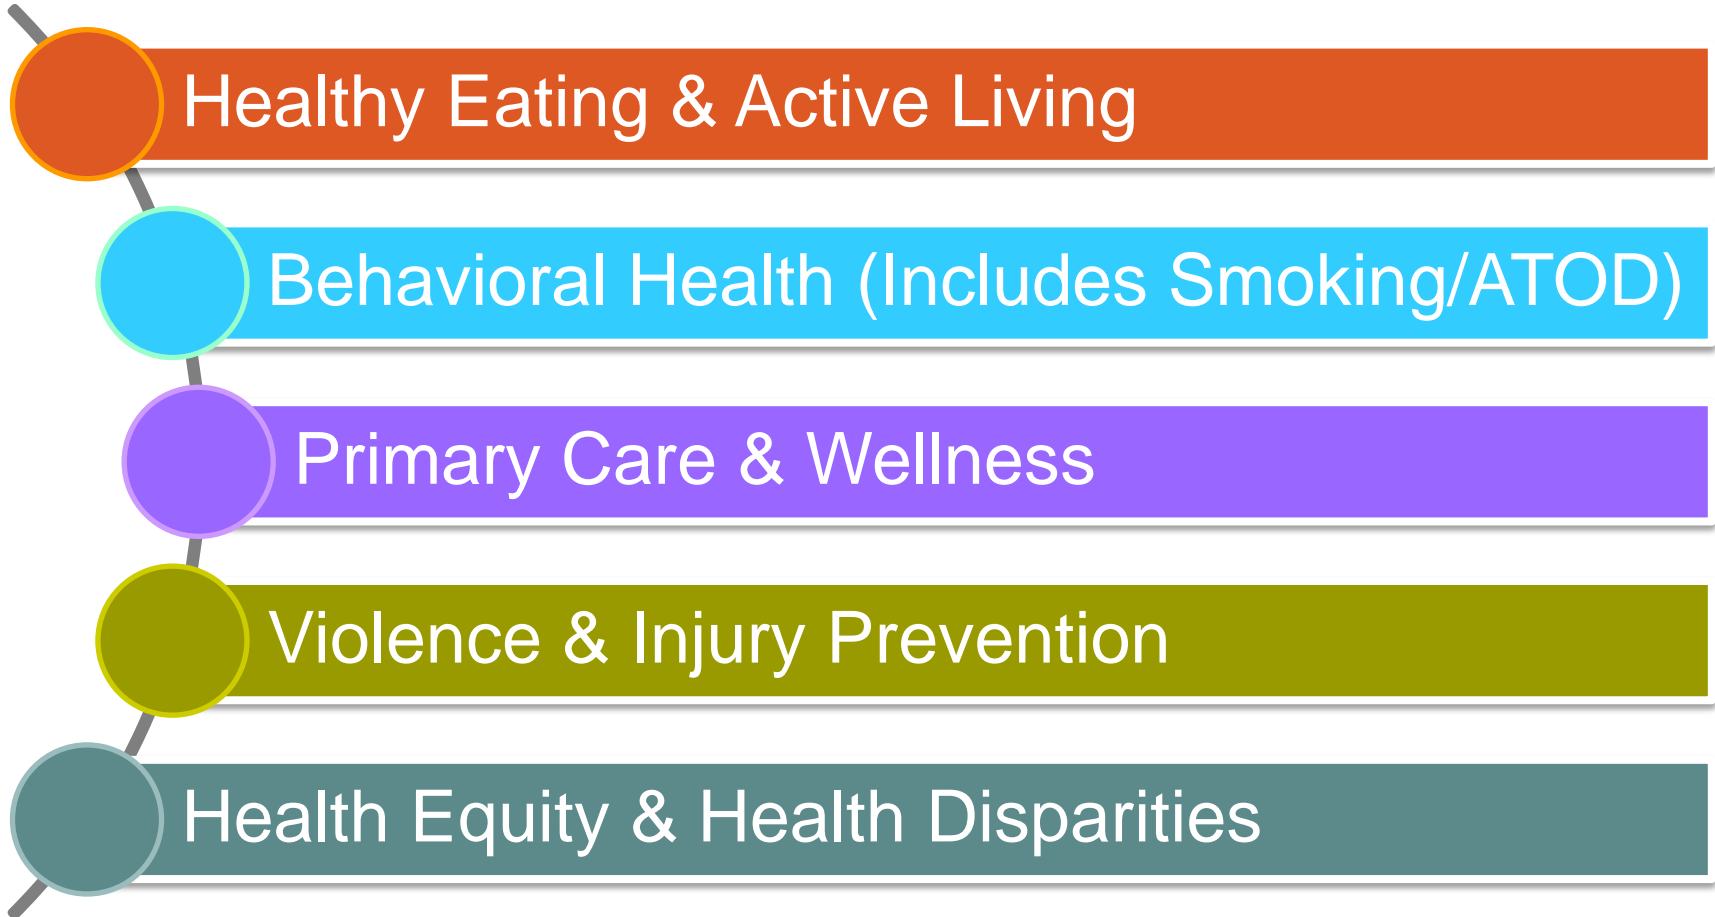 Healthy Eating & Active Living
Behavioral Health (Includes Smoking/ATOD)
Primary Care & Wellness
Violence & Injury Prevention
Health Equity & Health Disparities